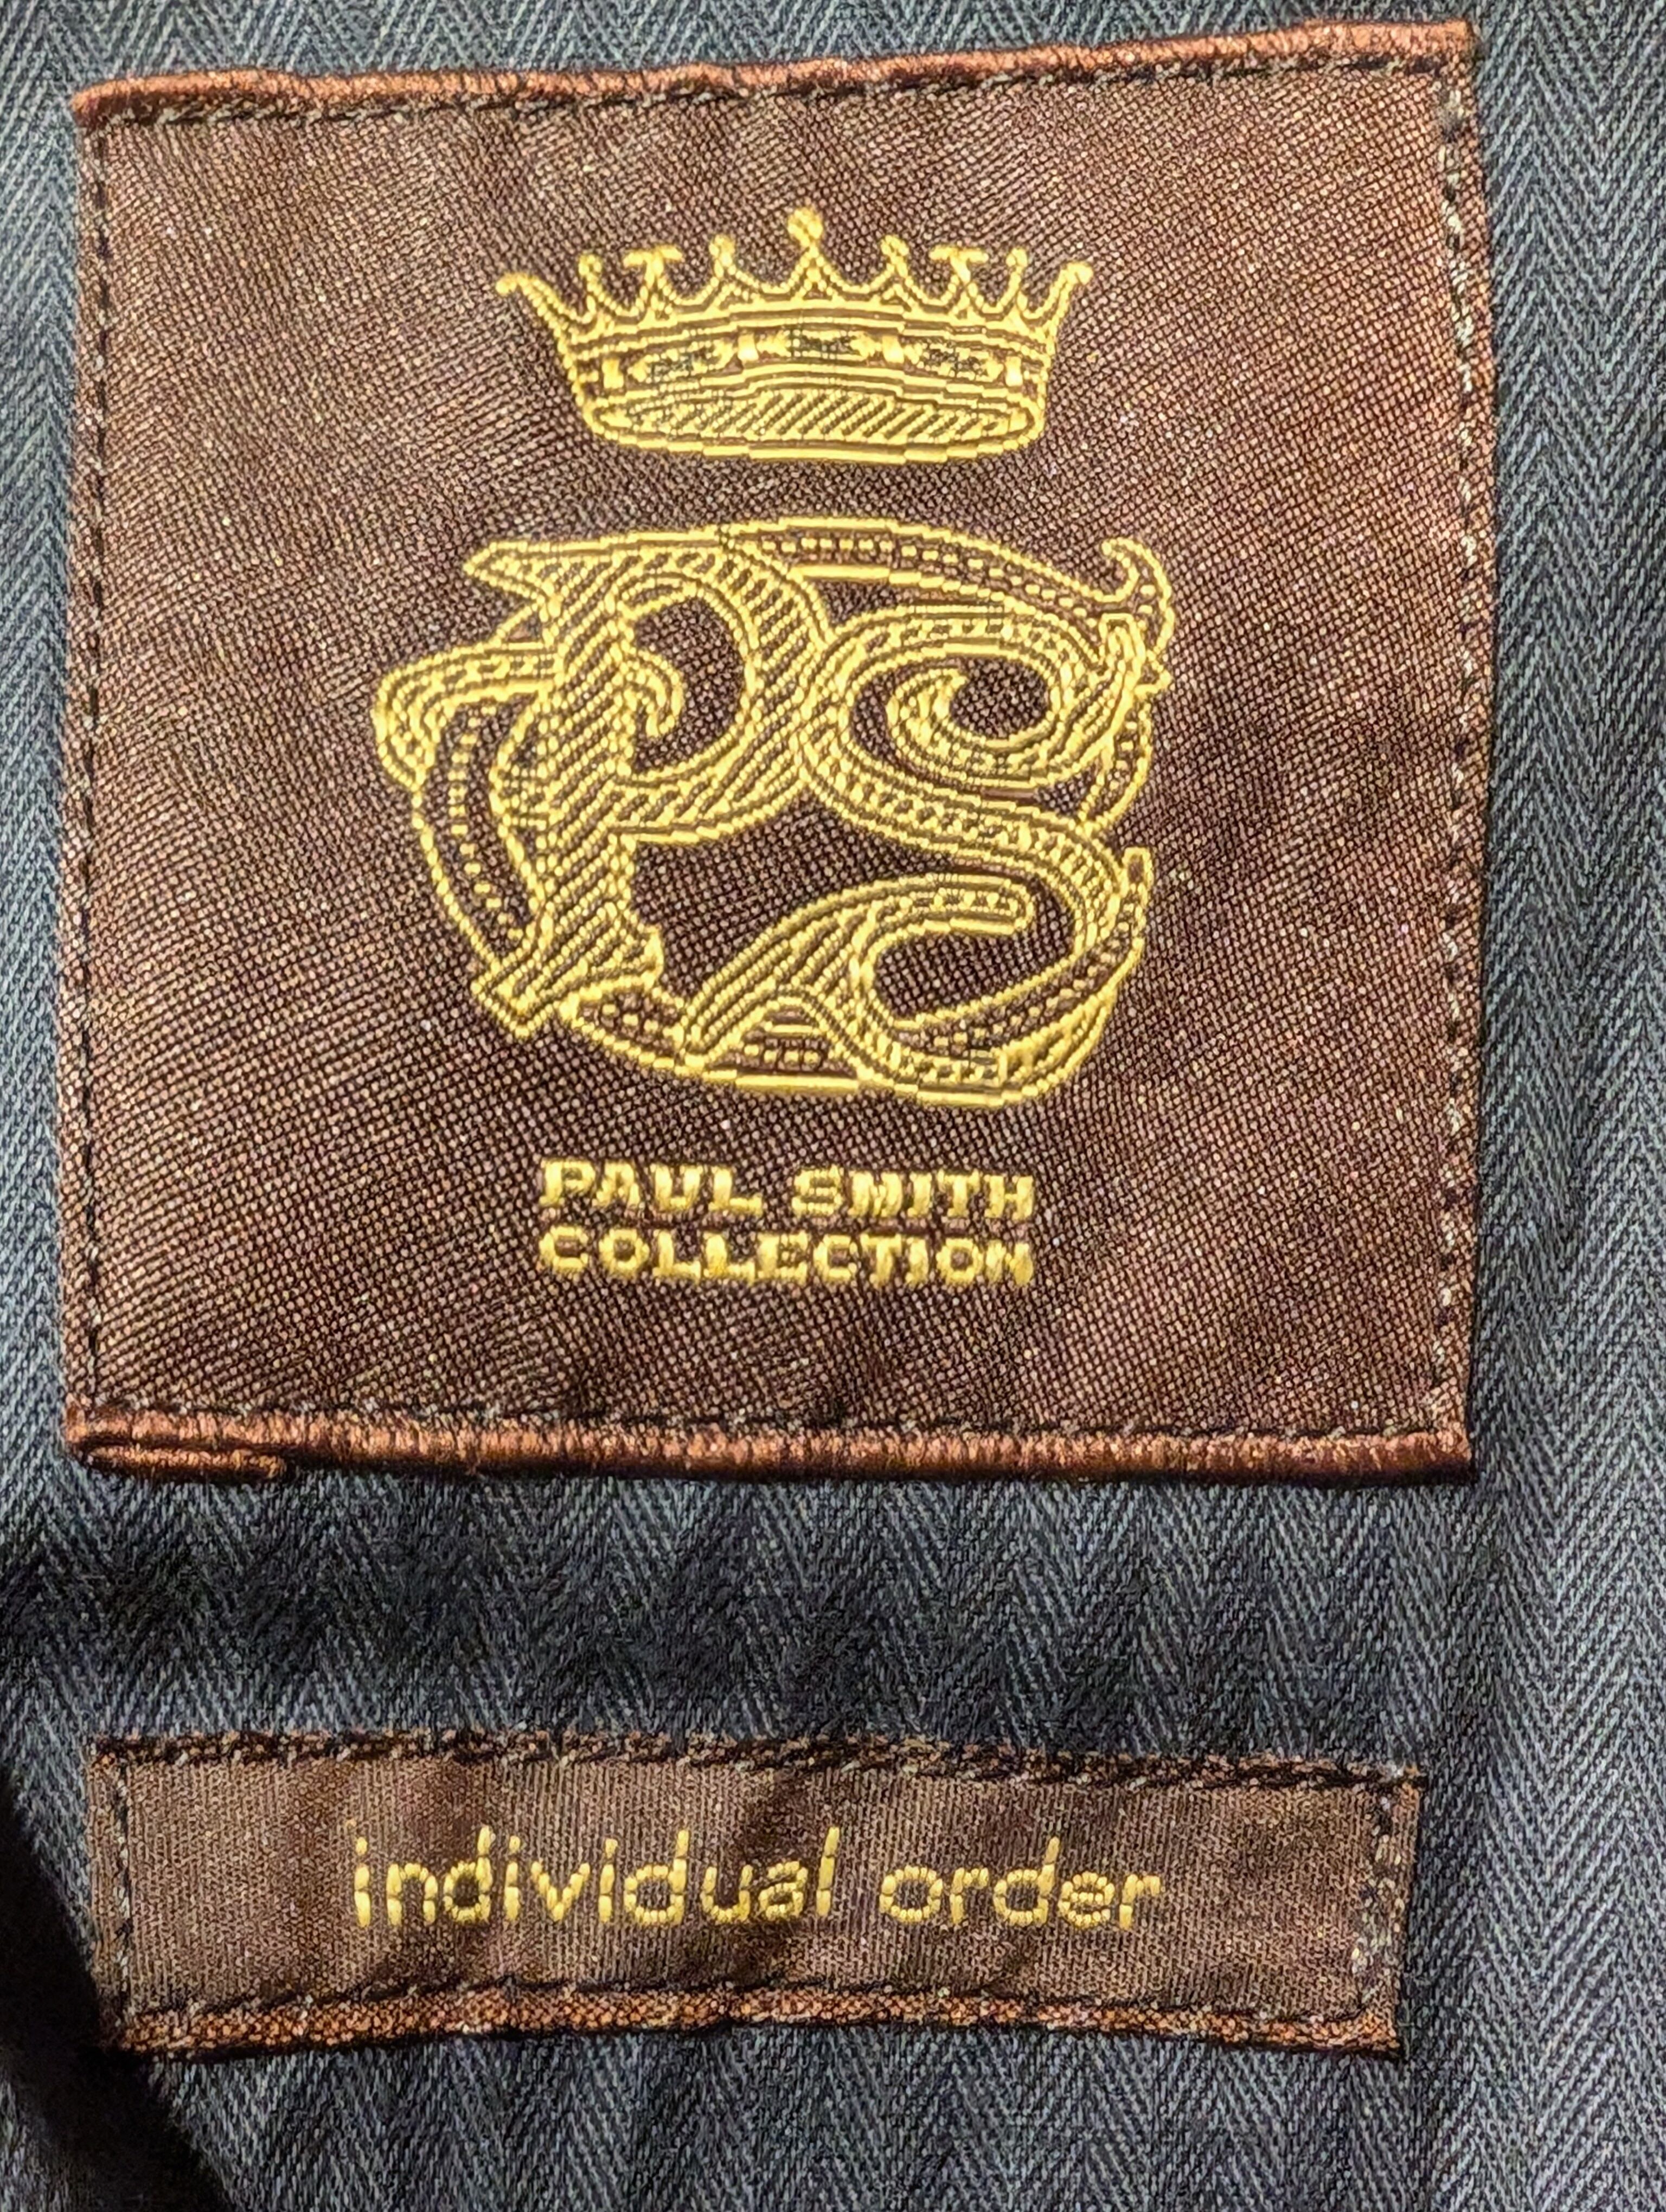 PS
PAUL SMITH
COLLECTION
individual order